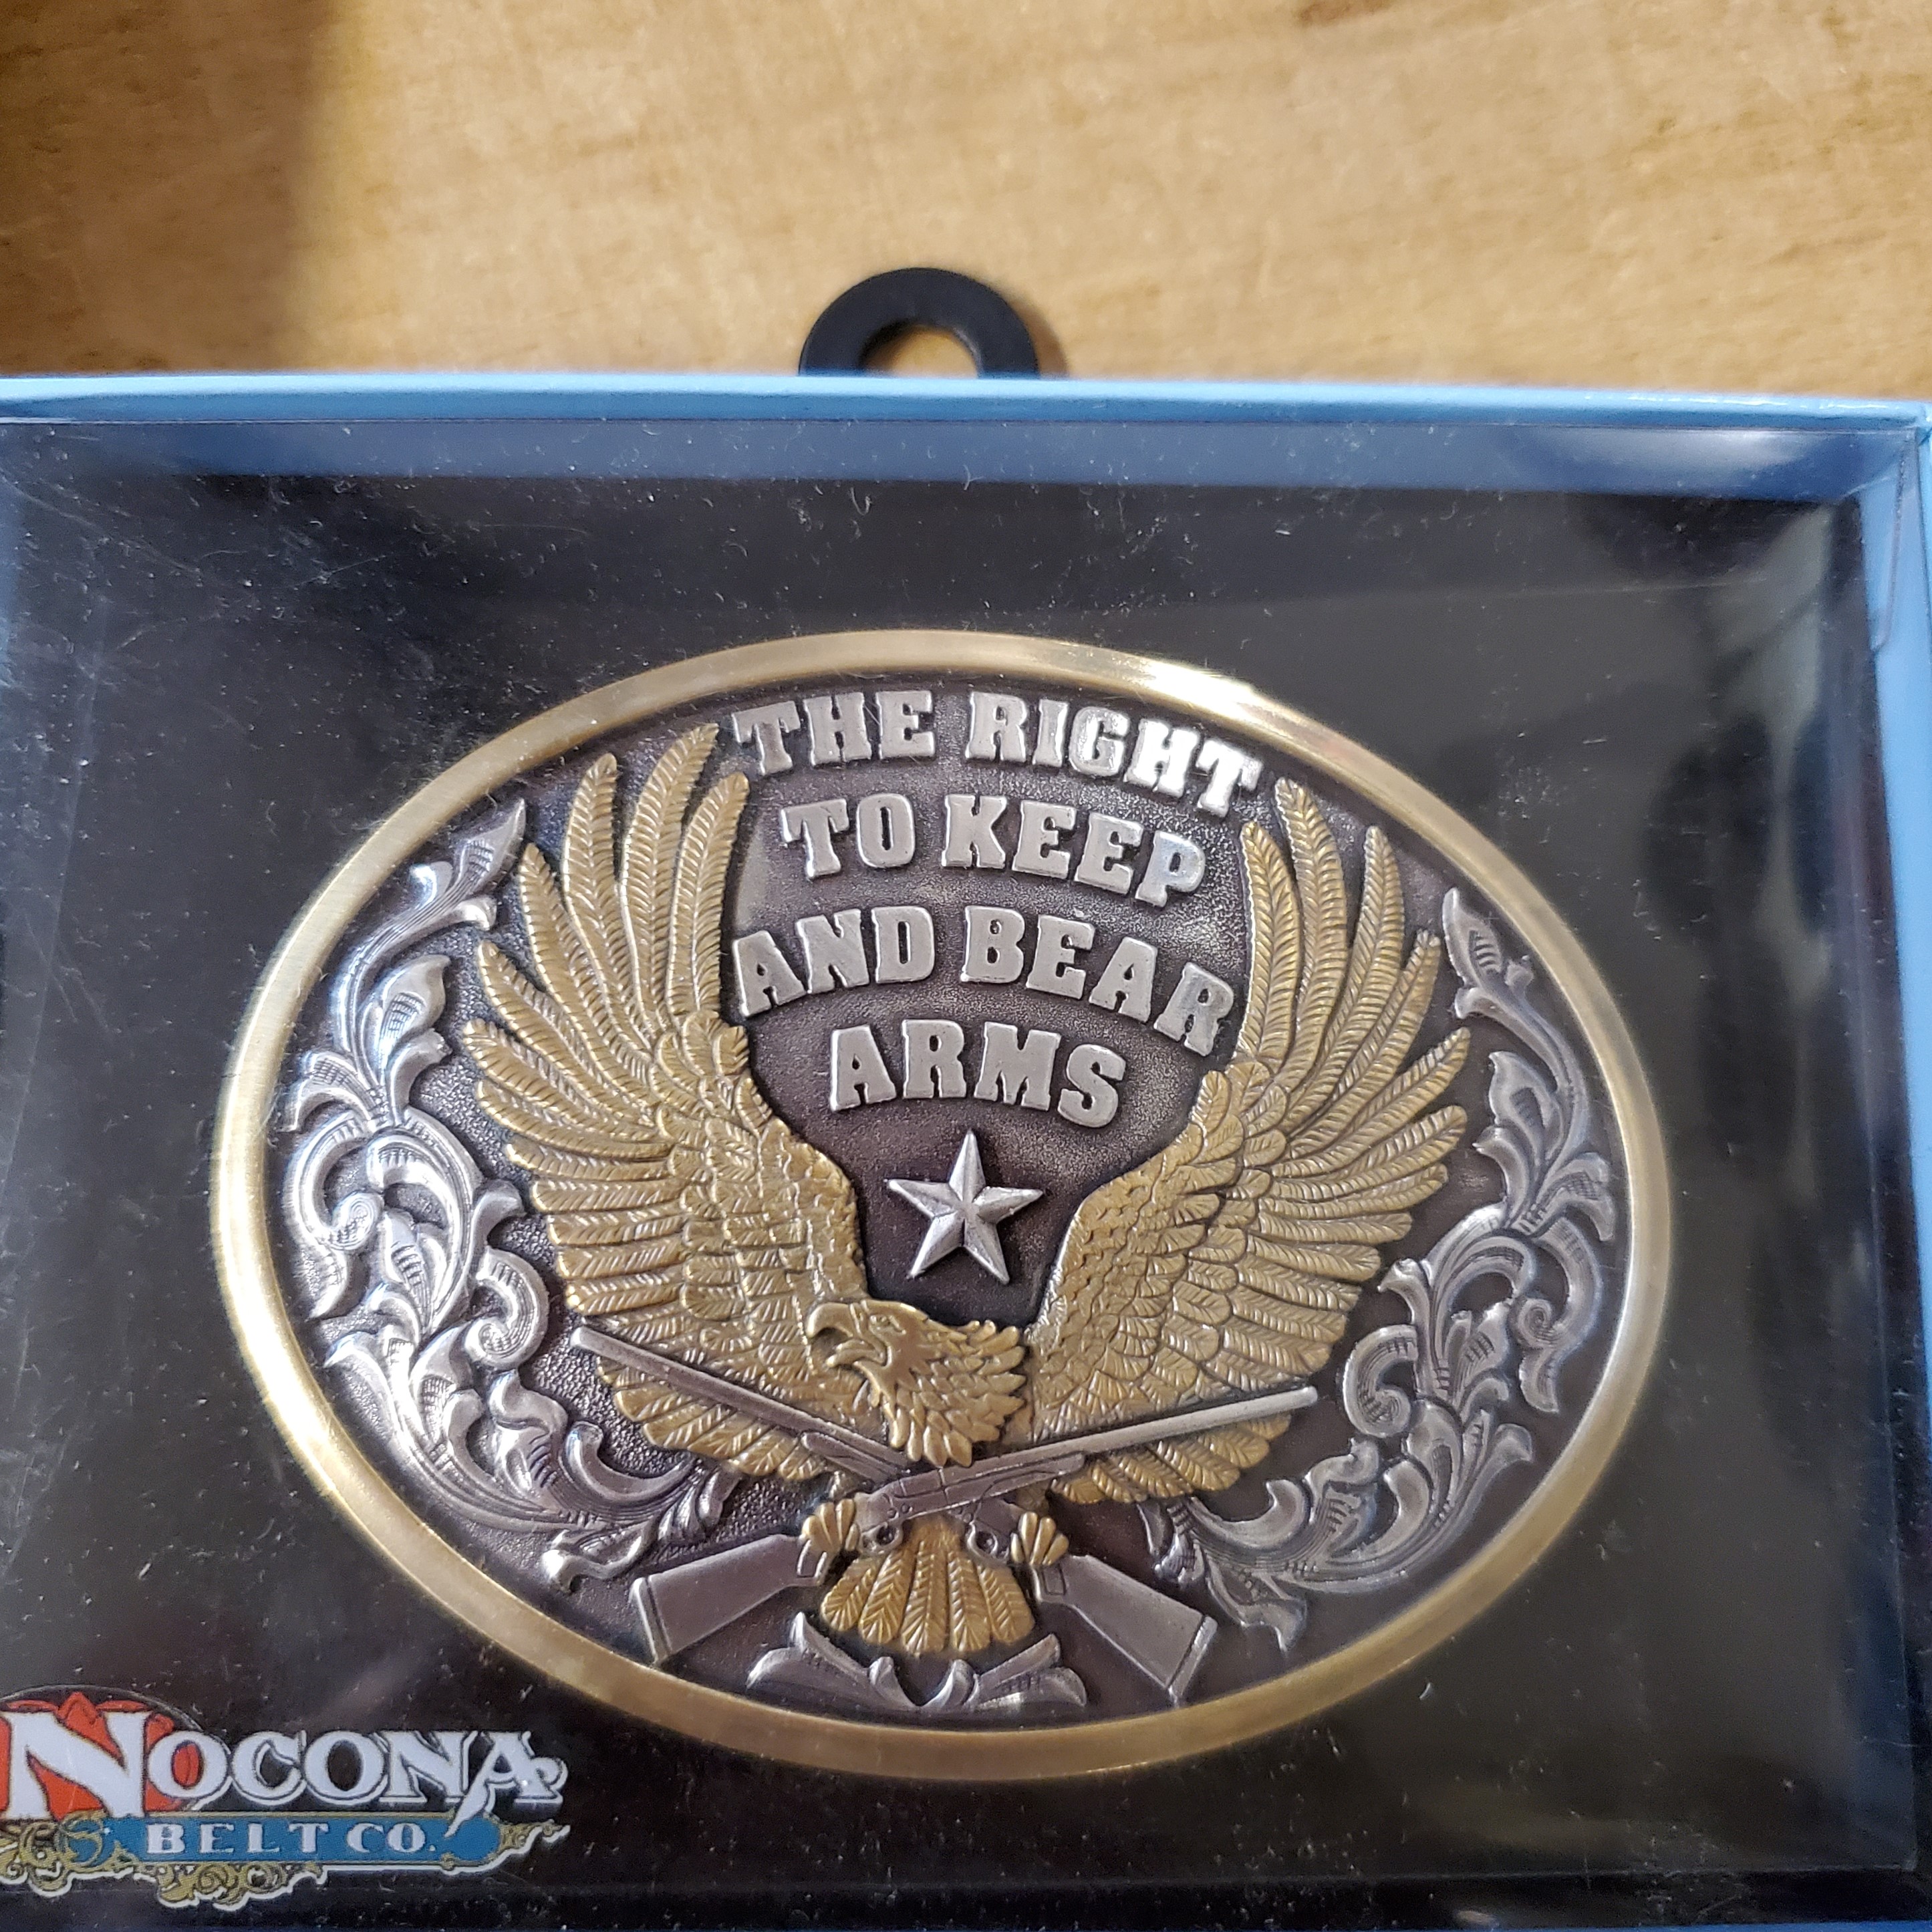 THE RIGHT
TO KEEP
AND BEAR
ARMS
NOCONA
BELT CO.